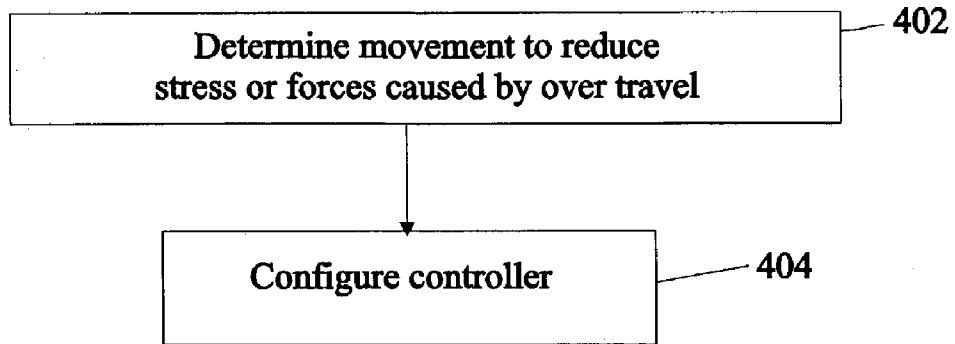 402
Determine movement to reduce
stress or forces caused by over travel
Configure controller
404